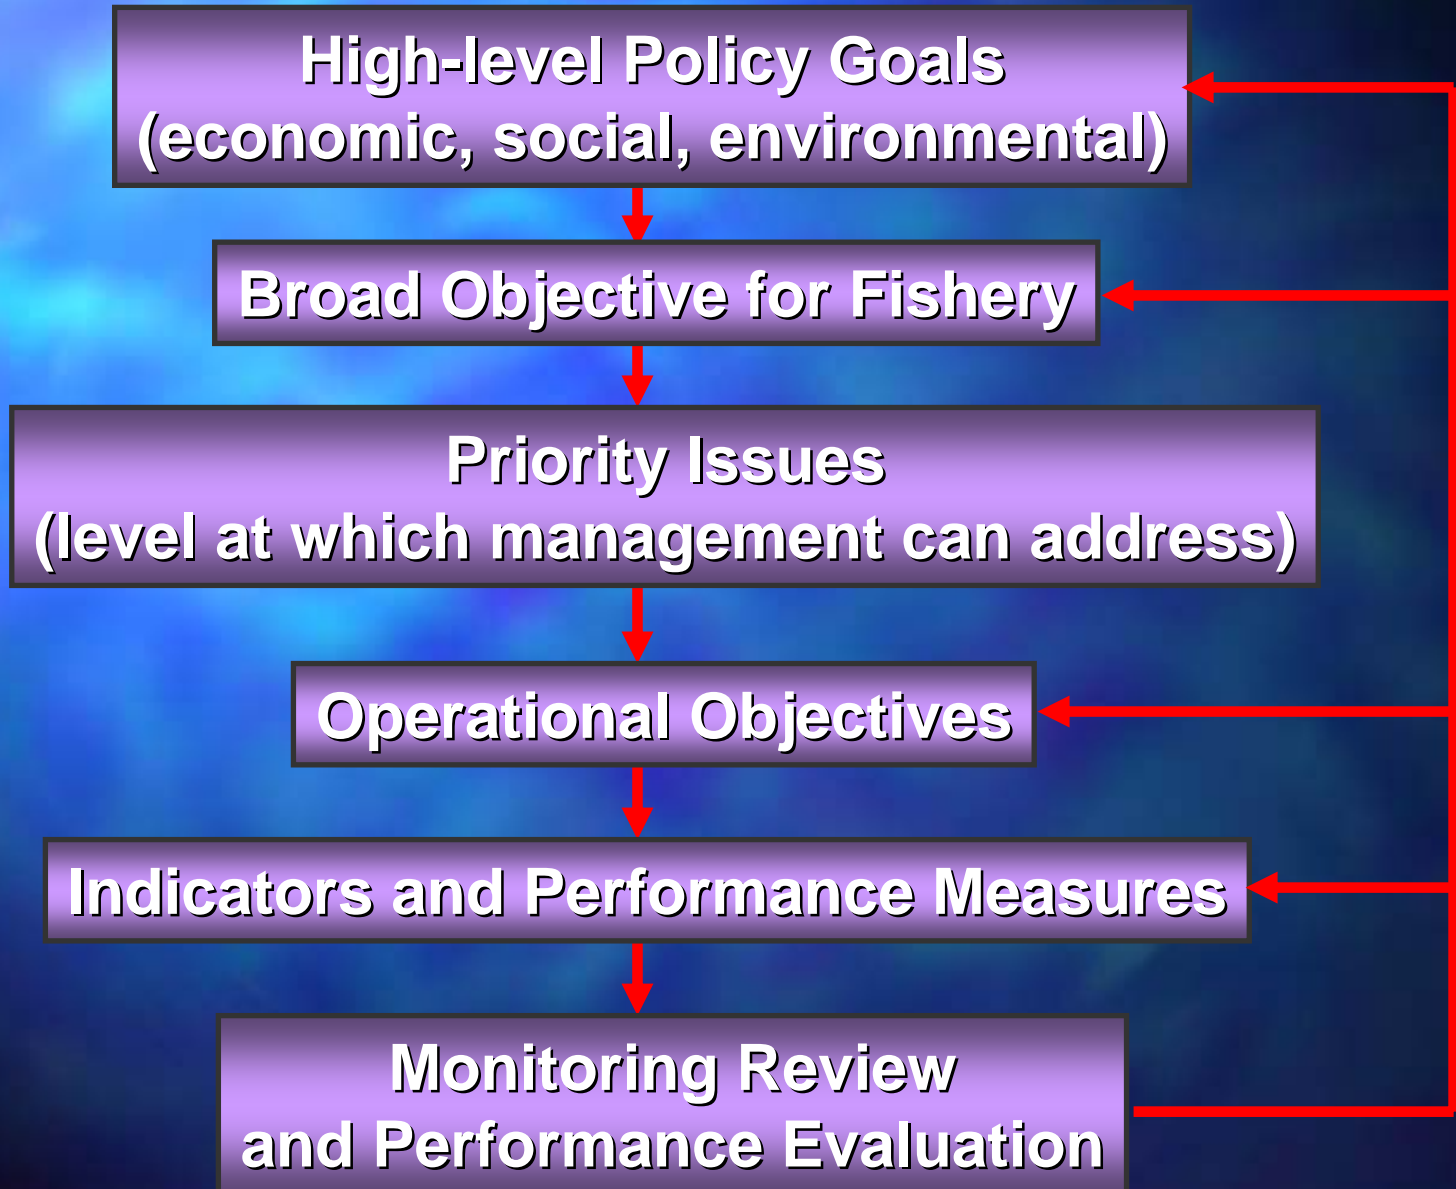 High-level Policy Goals
(economic, social, environmental)
Broad Objective for Fishery
Priority Issues
(level at which management can address)
Operational Objectives
Indicators and Performance Measures
Monitoring Review
and Performance Evaluation